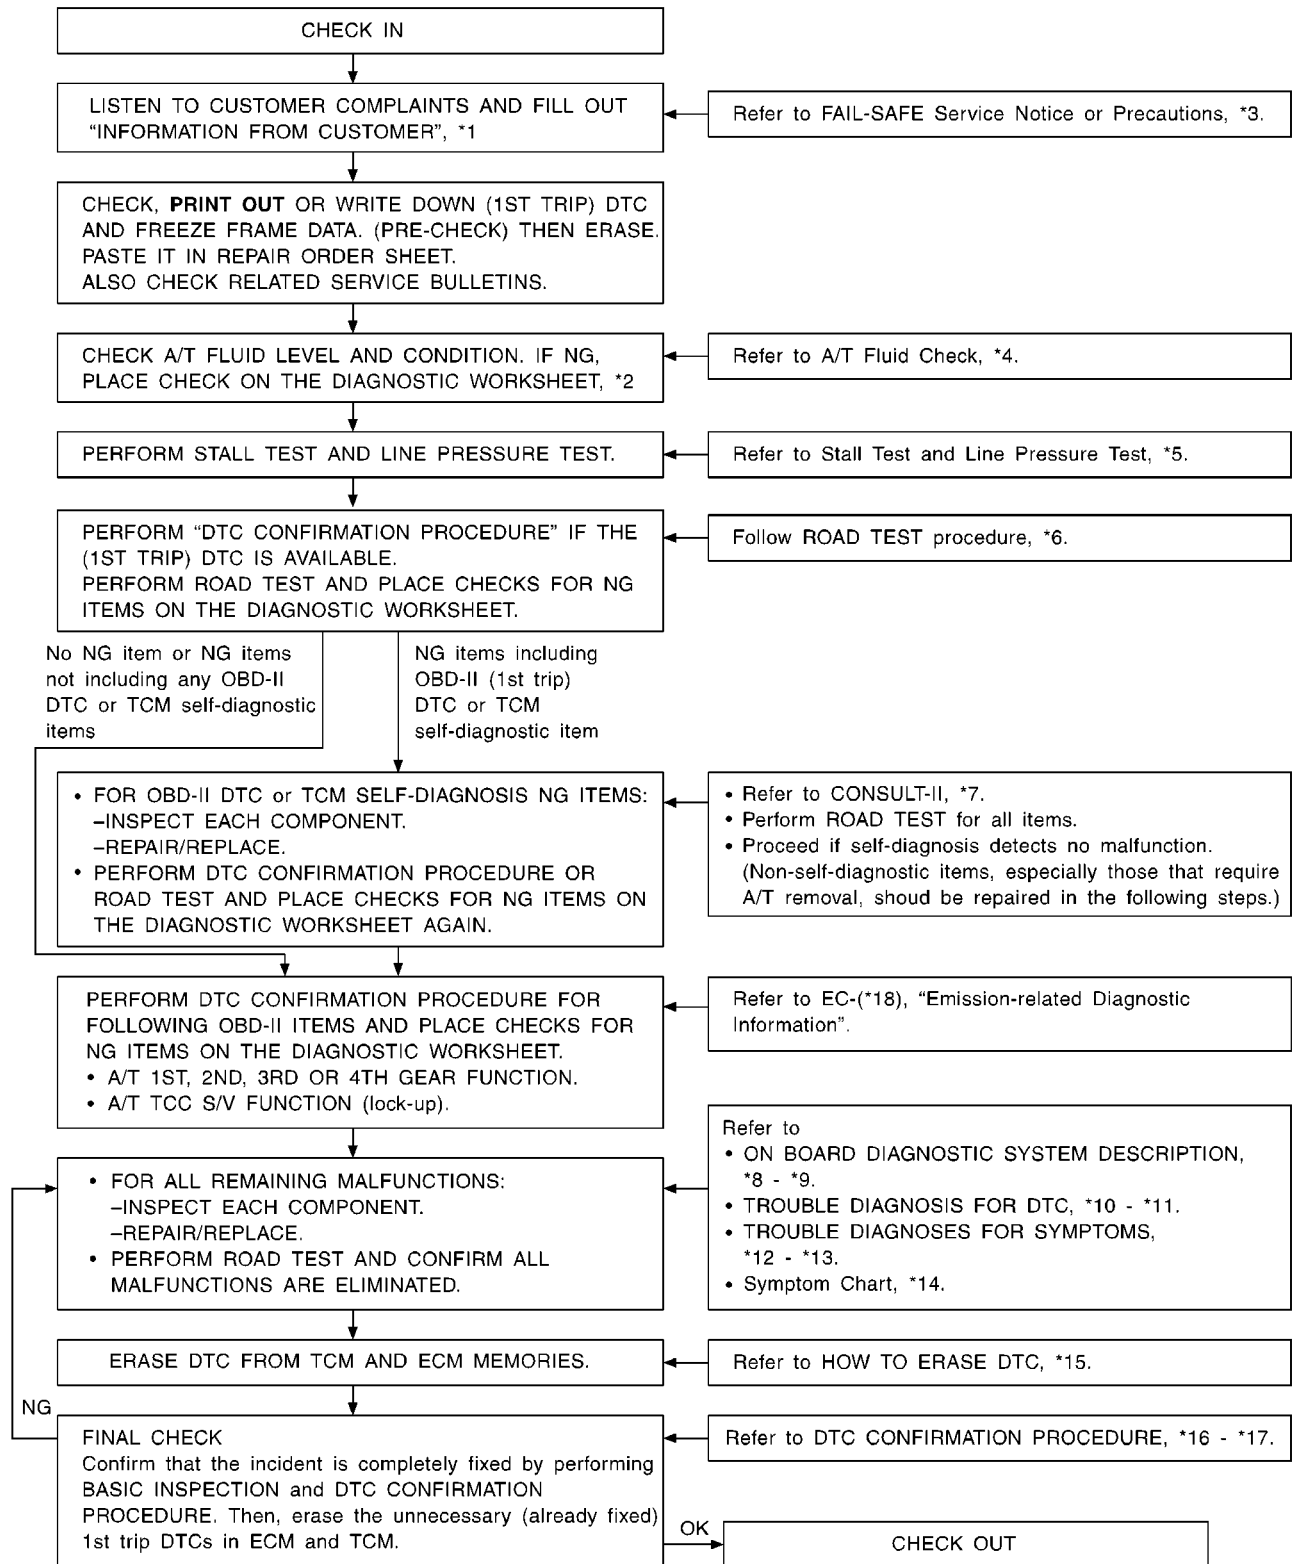 CHECK IN
LISTEN TO CUSTOMER COMPLAINTS AND FILL OUT
“INFORMATION FROM CUSTOMER”, *1
Refer to FAIL-SAFE Service Notice or Precautions, *3.
CHECK, PRINT OUT OR WRITE DOWN (1ST TRIP) DTC
AND FREEZE FRAME DATA. (PRE-CHECK) THEN ERASE.
PASTE IT IN REPAIR ORDER SHEET.
ALSO CHECK RELATED SERVICE BULLETINS.
CHECK A/T FLUID LEVEL AND CONDITION. IF NG,
PLACE CHECK ON THE DIAGNOSTIC WORKSHEET, *2
Refer to A/T Fluid Check, *4.
PERFORM STALL TEST AND LINE PRESSURE TEST.
Refer to Stall Test and Line Pressure Test, *5.
PERFORM “DTC CONFIRMATION PROCEDURE” IF THE
(1ST TRIP) DTC IS AVAILABLE.
PERFORM ROAD TEST AND PLACE CHECKS FOR NG
ITEMS ON THE DIAGNOSTIC WORKSHEET.
Follow ROAD TEST procedure, *6.
No NG item or NG items
not including any OBD-II
DTC or TCM self-diagnostic
items
NG items including
OBD-II (1st trip)
DTC or TCM
self-diagnostic item
• FOR OBD-II DTC or TCM SELF-DIAGNOSIS NG ITEMS:
–INSPECT EACH COMPONENT.
–REPAIR/REPLACE.
• PERFORM DTC CONFIRMATION PROCEDURE OR
ROAD TEST AND PLACE CHECKS FOR NG ITEMS ON
THE DIAGNOSTIC WORKSHEET AGAIN.
• Refer to CONSULT-II, *7.
• Perform ROAD TEST for all items.
• Proceed if self-diagnosis detects no malfunction.
(Non-self-diagnostic items, especially those that require
A/T removal, shoud be repaired in the following steps.)
PERFORM DTC CONFIRMATION PROCEDURE FOR
FOLLOWING OBD-II ITEMS AND PLACE CHECKS FOR
NG ITEMS ON THE DIAGNOSTIC WORKSHEET.
• A/T 1ST, 2ND, 3RD OR 4TH GEAR FUNCTION.
• A/T TCC S/V FUNCTION (lock-up).
Refer to EC-(*18), “Emission-related Diagnostic
Information”.
• FOR ALL REMAINING MALFUNCTIONS:
–INSPECT EACH COMPONENT.
–REPAIR/REPLACE.
• PERFORM ROAD TEST AND CONFIRM ALL
MALFUNCTIONS ARE ELIMINATED.
Refer to
• ON BOARD DIAGNOSTIC SYSTEM DESCRIPTION,
*8 - *9.
• TROUBLE DIAGNOSIS FOR DTC, *10 - *11.
• TROUBLE DIAGNOSES FOR SYMPTOMS,
*12 - *13.
• Symptom Chart, *14.
ERASE DTC FROM TCM AND ECM MEMORIES.
Refer to HOW TO ERASE DTC, *15.
NG
FINAL CHECK
Confirm that the incident is completely fixed by performing
BASIC INSPECTION and DTC CONFIRMATION
PROCEDURE. Then, erase the unnecessary (already fixed)
1st trip DTCs in ECM and TCM.
Refer to DTC CONFIRMATION PROCEDURE, *16 - *17.
OK
CHECK OUT